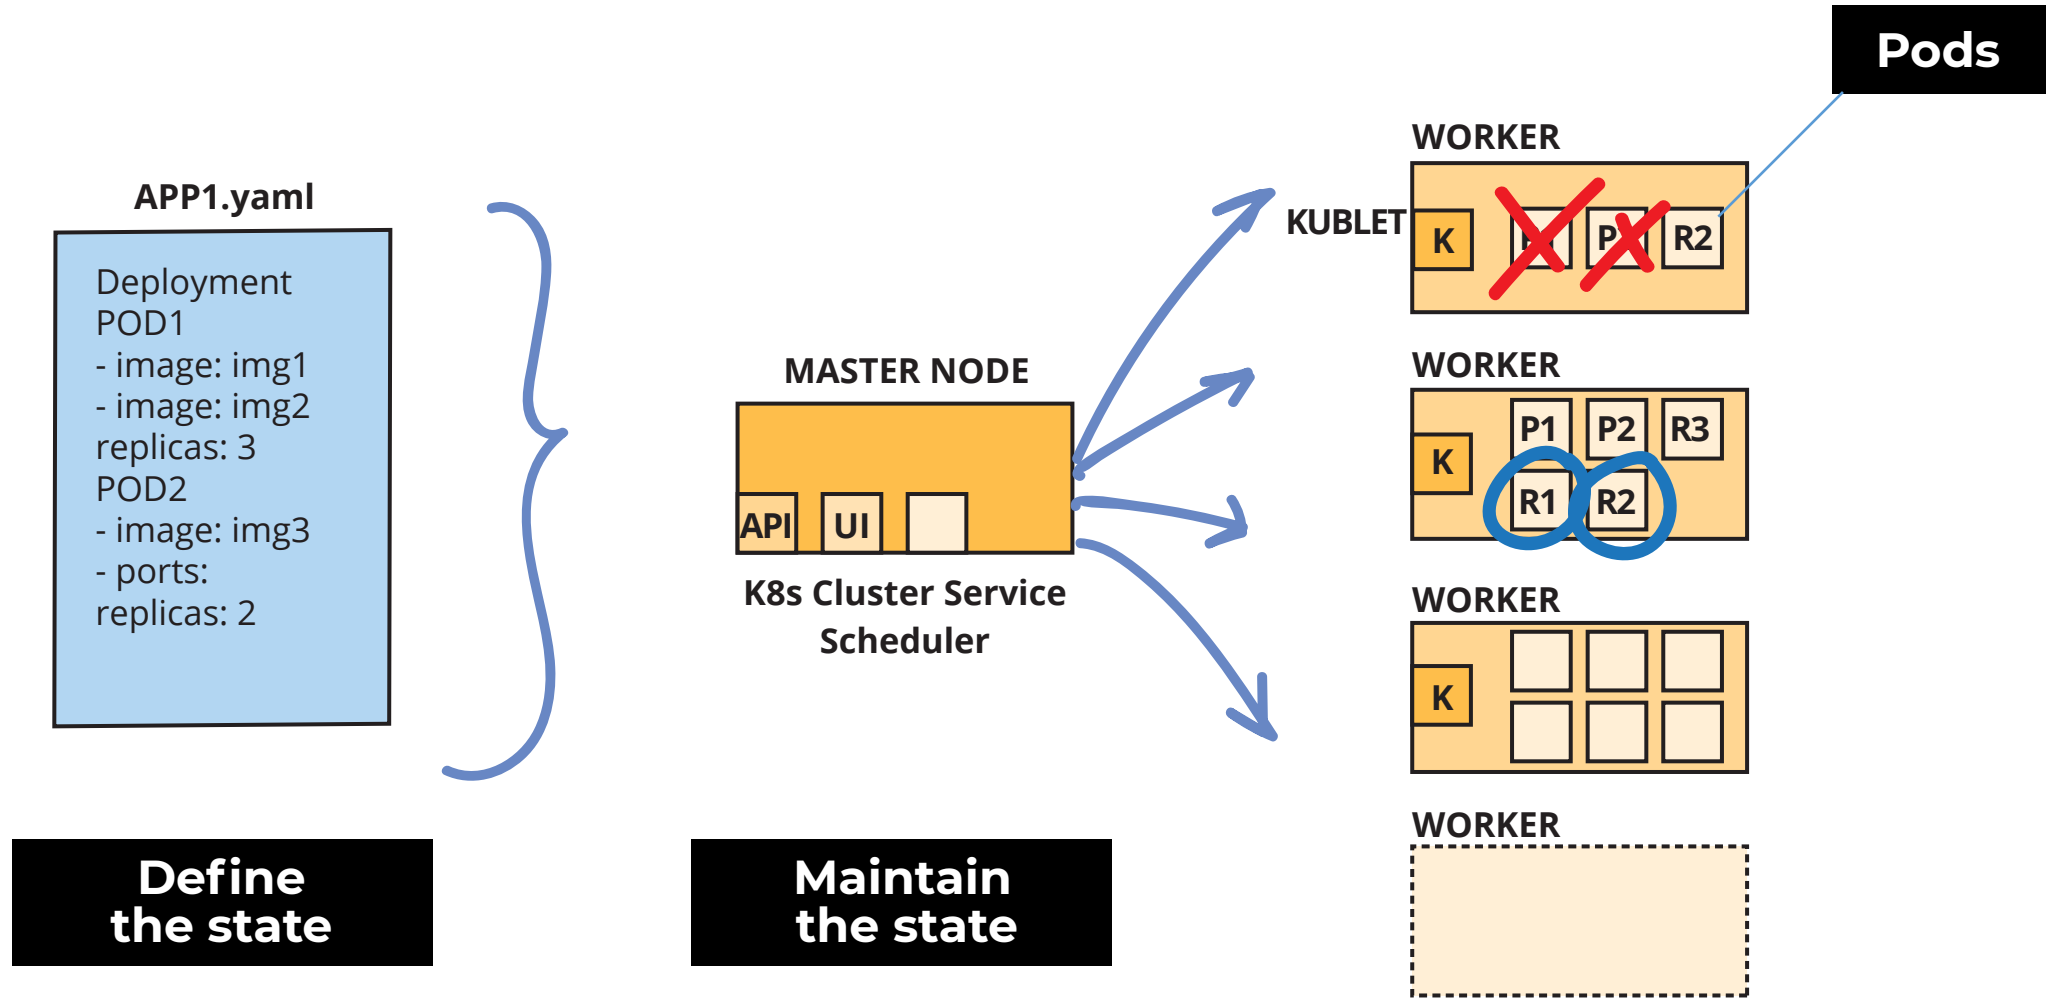 Pods
APP1.yaml
Deployment
POD1
- image: img1
- image: img2
replicas: 3
POD2
- image: img3
- ports:
replicas: 2
Define
the state
MASTER NODE
API UI
K8s Cluster Service
Scheduler
Maintain
the state
WORKER
KUBLET K P R2
WORKER
P1 P2 R3
K
R1 R2
WORKER
K
WORKER